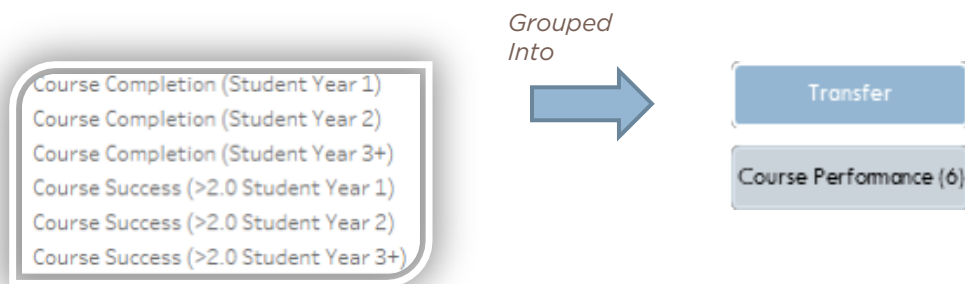 Grouped
Into
Course Completion (Student Year 1)
Course Completion (Student Year 2)
Course Completion (Student Year 3+)
Course Success (>2.0 Student Year 1)
Course Success (>2.0 Student Year 2)
Course Success (>2.0 Student Year 3+)
Transfer
Course Performance (6)